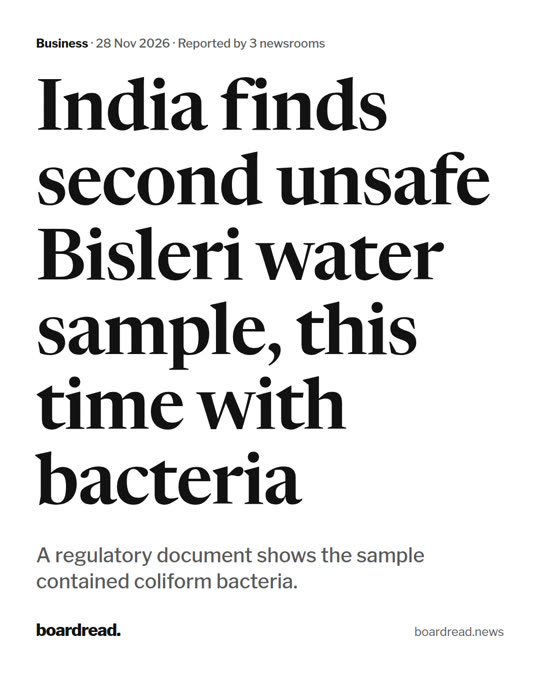 Business · 28 Nov 2026 · Reported by 3 newsrooms
India finds
second unsafe
Bisleri water
sample, this
time with
bacteria
A regulatory document shows the sample
contained coliform bacteria.
boardread.
boardread.news